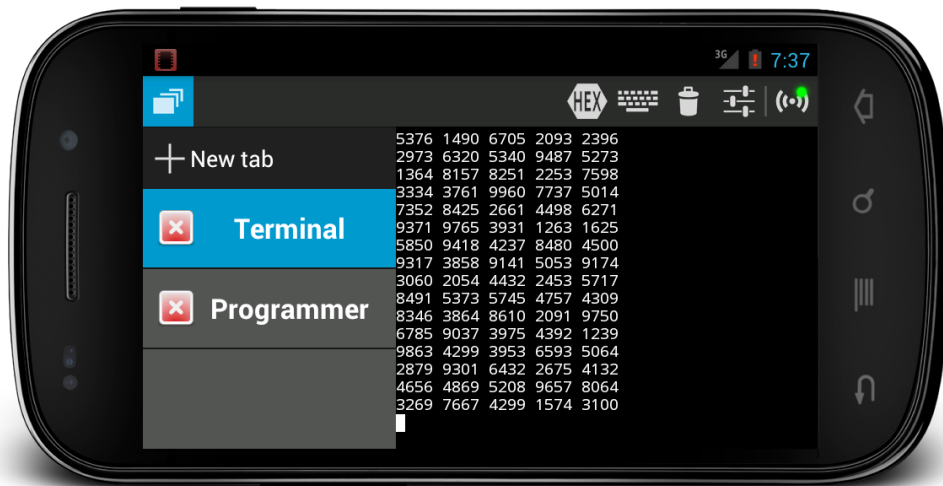 3G 7:37
HEX
New tab
Terminal
Programmer
5376 1490 6705 2093 2396
2973 6320 5340 9487 5273
1364 8157 8251 2253 7598
3334 3761 9960 7737 5014
7352 8425 2661 4498 6271
9371 9765 3931 1263 1625
5850 9418 4237 8480 4500
9317 3858 9141 5053 9174
3060 2054 4432 2453 5717
8491 5373 5745 4757 4309
8346 3864 8610 2091 9750
6785 9037 3975 4392 1239
9863 4299 3953 6593 5064
2879 9301 6432 2675 4132
4656 4869 5208 9657 8064
3269 7667 4299 1574 3100